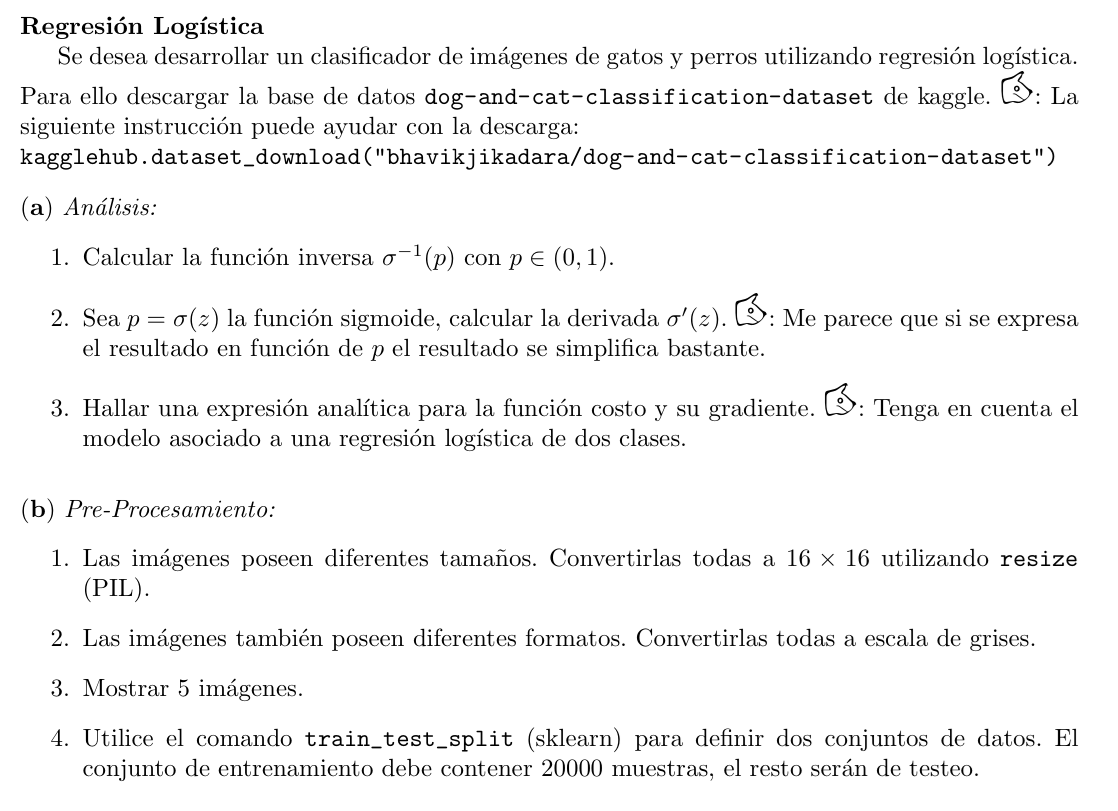 Regresión Logística
Se desea desarrollar un clasificador de imágenes de gatos y perros utilizando regresión logística.
Para ello descargar la base de datos dog-and-cat-classification-dataset de kaggle. : La
siguiente instrucción puede ayudar con la descarga:
kagglehub.dataset_download("bhavikjikadara/dog-and-cat-classification-dataset")
(a) Análisis:
1. Calcular la función inversa σ⁻¹(p) con p ∈ (0, 1).
2. Sea p = σ(z) la función sigmoide, calcular la derivada σ′(z). : Me parece que si se expresa
el resultado en función de p el resultado se simplifica bastante.
3. Hallar una expresión analítica para la función costo y su gradiente. : Tenga en cuenta el
modelo asociado a una regresión logística de dos clases.
(b) Pre-Procesamiento:
1. Las imágenes poseen diferentes tamaños. Convertirlas todas a 16 × 16 utilizando resize
(PIL).
2. Las imágenes también poseen diferentes formatos. Convertirlas todas a escala de grises.
3. Mostrar 5 imágenes.
4. Utilice el comando train_test_split (sklearn) para definir dos conjuntos de datos. El
conjunto de entrenamiento debe contener 20000 muestras, el resto serán de testeo.